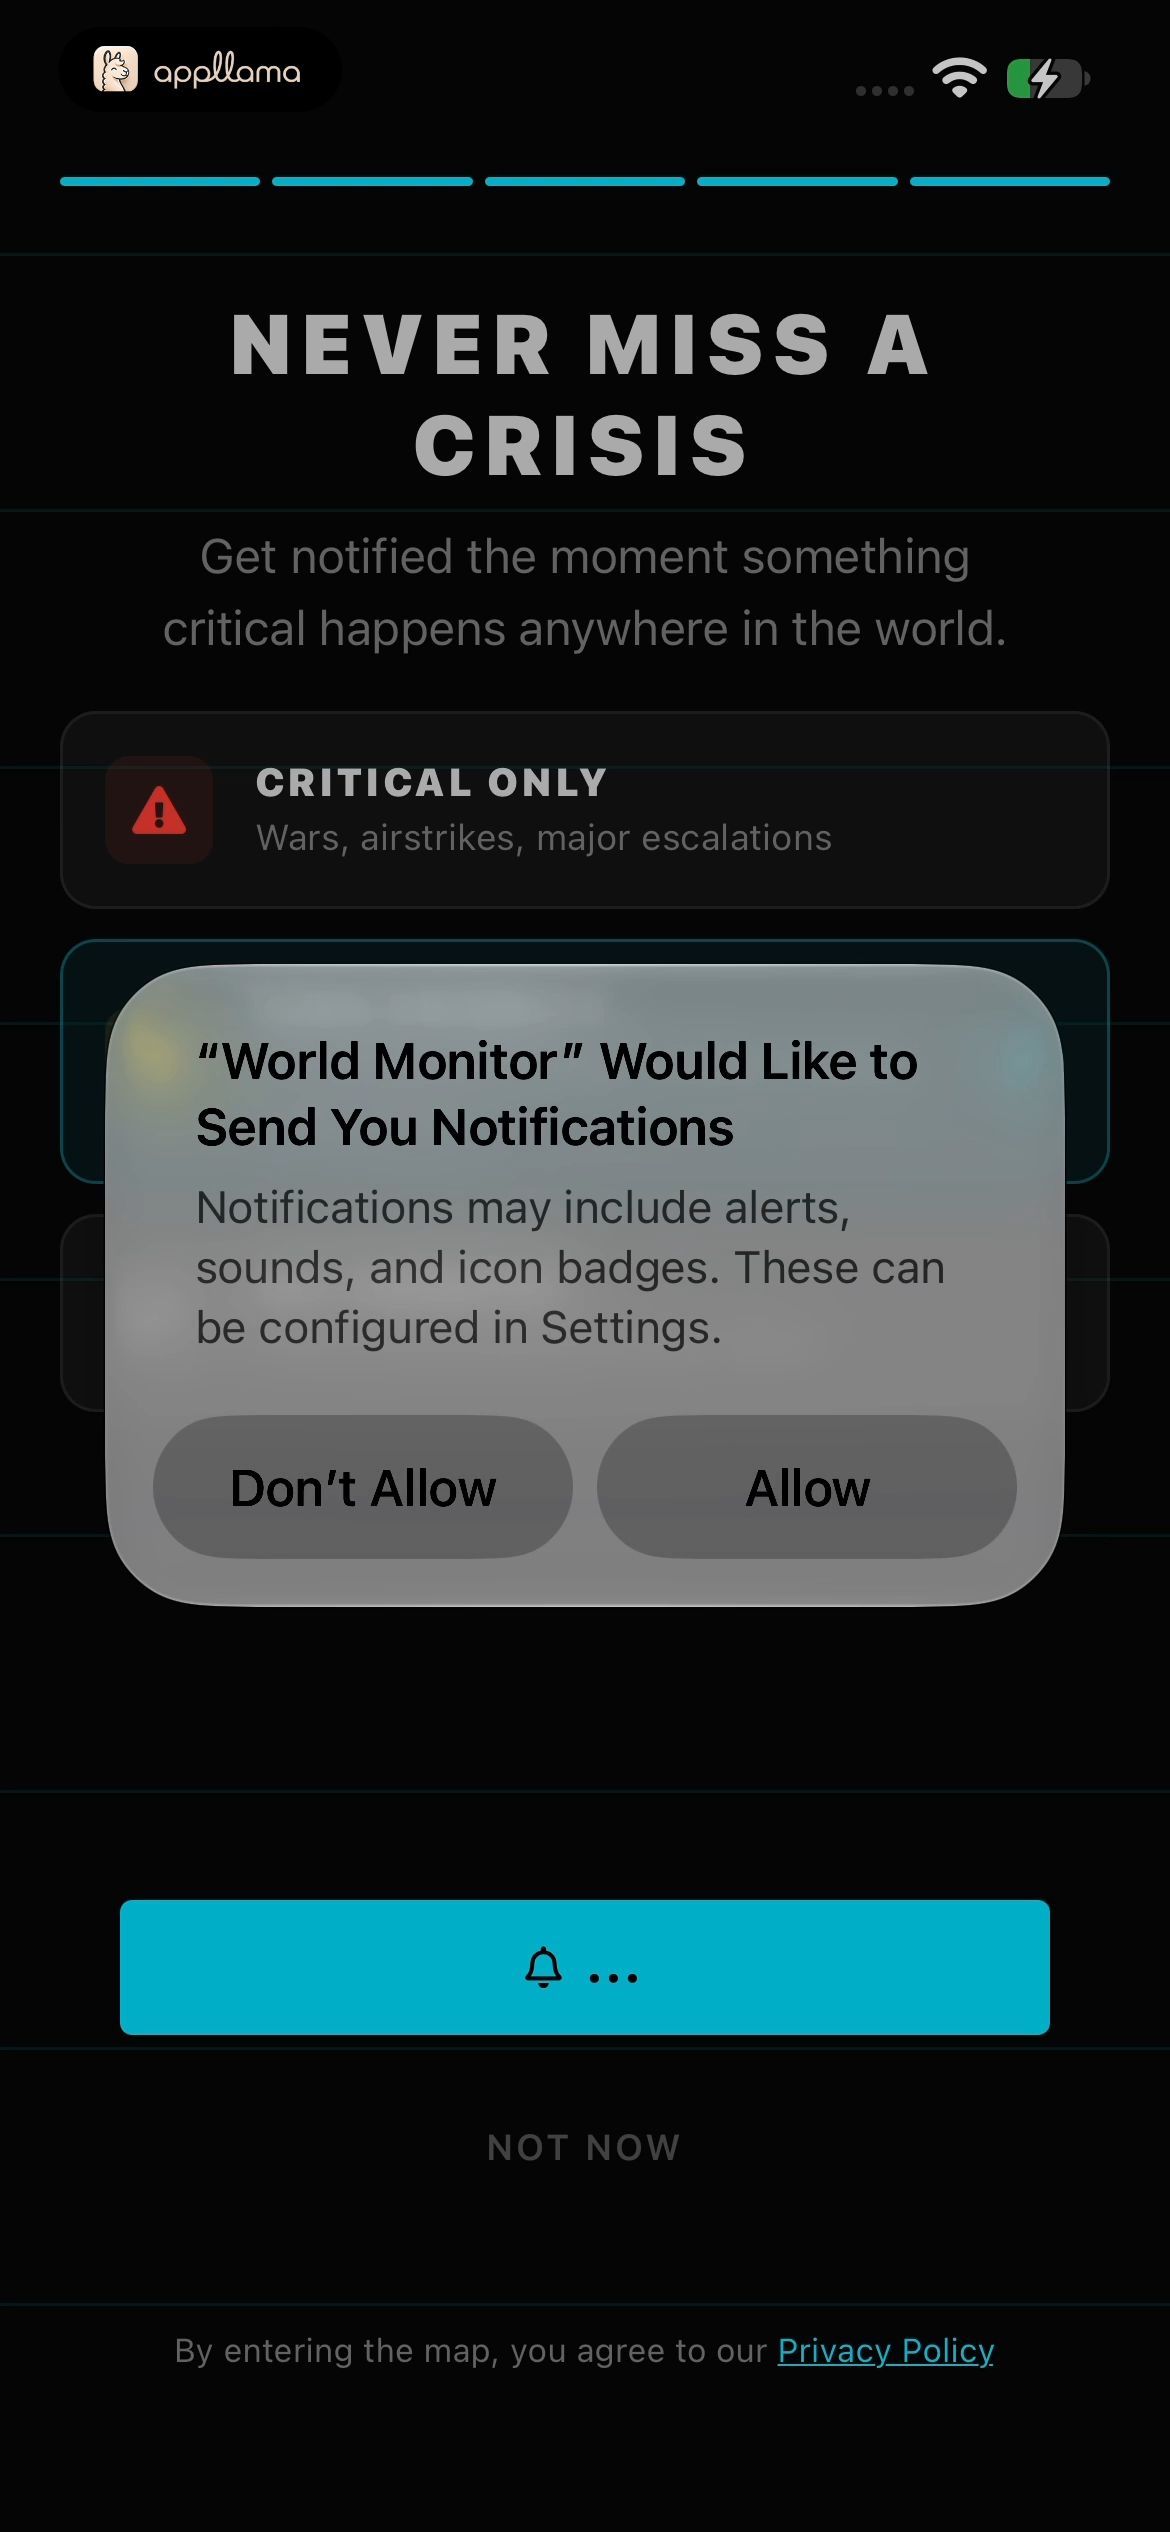 appllama
NEVER MISS A
CRISIS
Get notified the moment something
critical happens anywhere in the world.
CRITICAL ONLY
Wars, airstrikes, major escalations
“World Monitor” Would Like to
Send You Notifications
Notifications may include alerts,
sounds, and icon badges. These can
be configured in Settings.
Don’t Allow
Allow
...
NOT NOW
By entering the map, you agree to our Privacy Policy